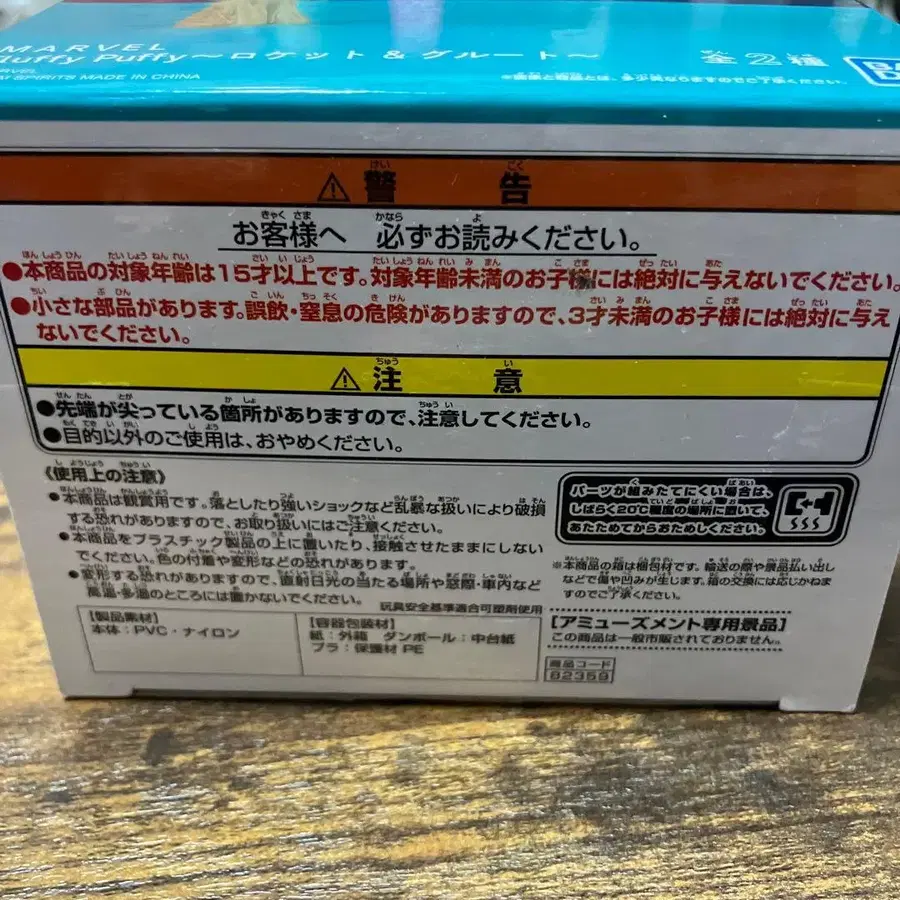 MARVEL
Fluffy Puffy～ロケット＆グルート～
全2種
MARVEL
SPIRITS MADE IN CHINA
※画像と商品とは、多少異なりますのでご了承ください。
⚠警告
お客様へ 必ずお読みください。
●本商品の対象年齢は15才以上です。対象年齢未満のお子様には絶対に与えないでください。
●小さな部品があります。誤飲・窒息の危険がありますので、3才未満のお子様には絶対に与え
ないでください。
⚠注意
●先端が尖っている箇所がありますので、注意してください。
●目的以外のご使用は、おやめください。
《使用上の注意》
●本商品は観賞用です。落としたり強いショックなど乱暴な扱いにより破損
する恐れがありますので、お取り扱いにはご注意ください。
●本商品をプラスチック製品の上に置いたり、接触させたままにしない
でください。色の付着や変形などの恐れがあります。
●変形する恐れがありますので、直射日光の当たる場所や窓際・車内など
高温・多湿のところには置かないでください。
玩具安全基準適合可塑剤使用
パーツが組みたてにくい場合は、
しばらく20℃程度の場所に置いて、
あたためてからおためしください。
※本商品の箱は梱包材です。輸送の際や景品払い出し
などで傷や凹みが生じます。箱の交換には応じかねま
すのでご了承ください。
【製品素材】
本体：PVC・ナイロン
【容器包装材】
紙：外箱 ダンボール：中台紙
プラ：保護材 PE
【アミューズメント専用景品】
この商品は一般市販されておりません。
商品コード
82359